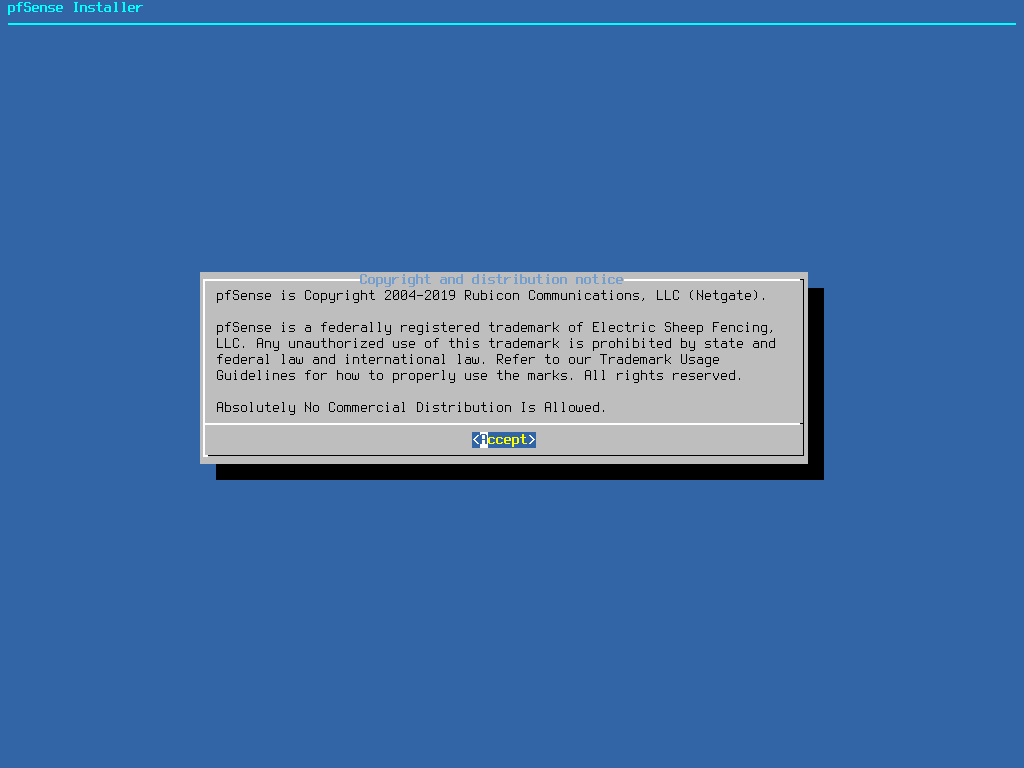 pfSense Installer
Copyright and distribution notice
pfSense is Copyright 2004-2019 Rubicon Communications, LLC (Netgate).
pfSense is a federally registered trademark of Electric Sheep Fencing,
LLC. Any unauthorized use of this trademark is prohibited by state and
federal law and international law. Refer to our Trademark Usage
Guidelines for how to properly use the marks. All rights reserved.
Absolutely No Commercial Distribution Is Allowed.
<Accept>